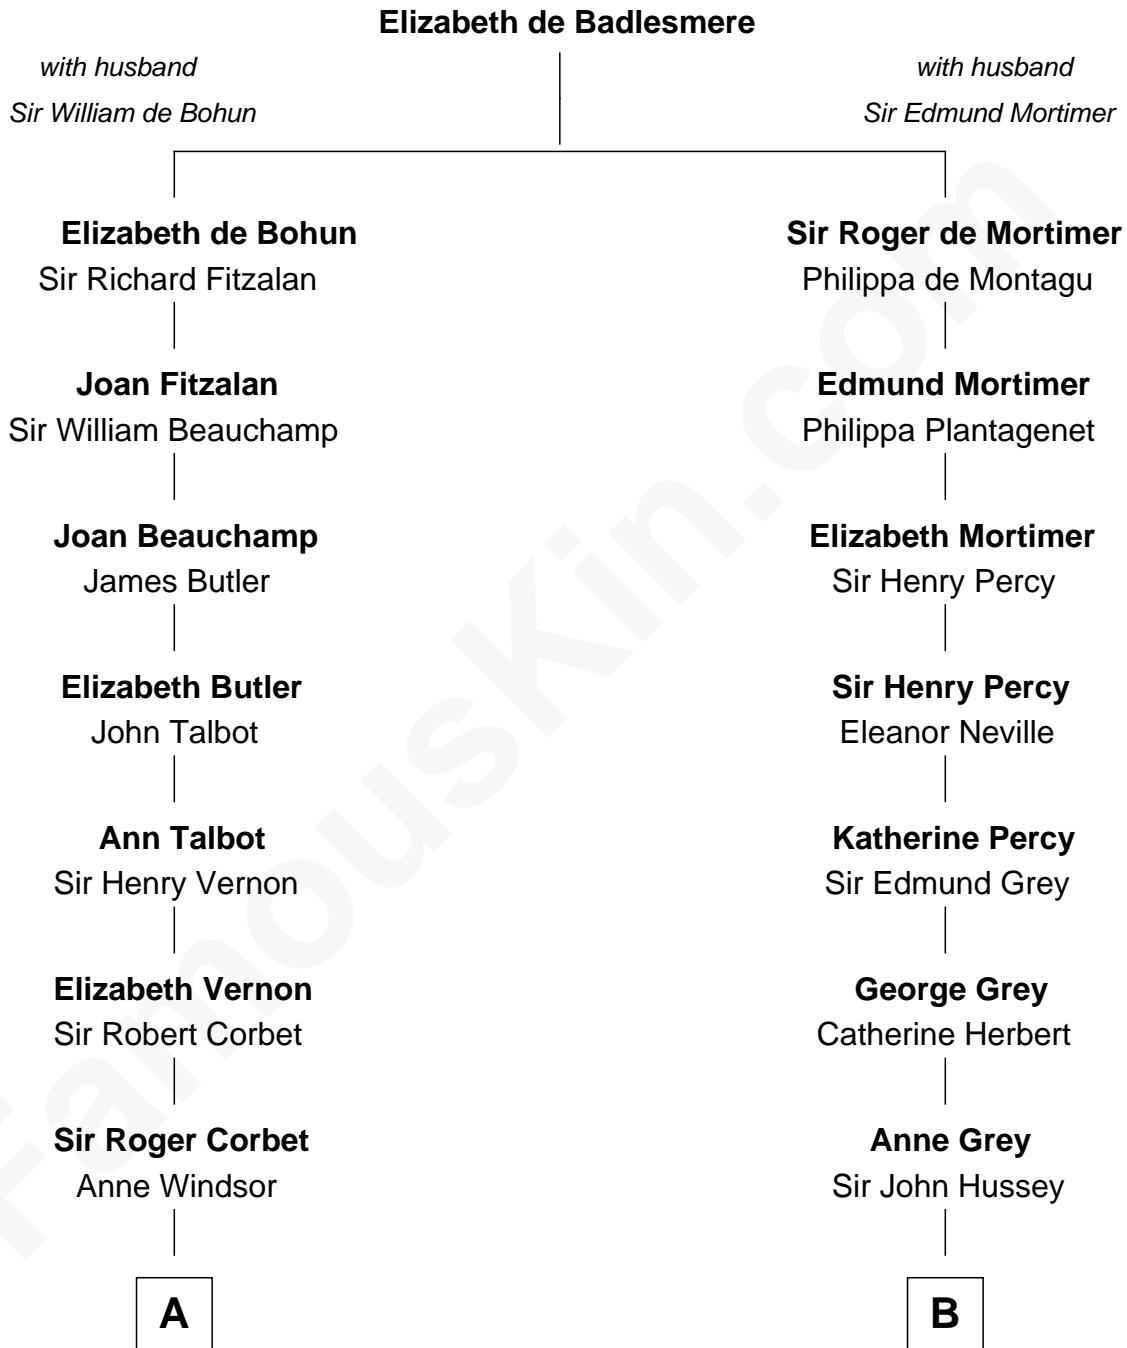 Elizabeth de Badlesmere
with husband
Sir William de Bohun
with husband
Sir Edmund Mortimer
Elizabeth de Bohun
Sir Richard Fitzalan
Sir Roger de Mortimer
Philippa de Montagu
Joan Fitzalan
Sir William Beauchamp
Edmund Mortimer
Philippa Plantagenet
Joan Beauchamp
James Butler
Elizabeth Mortimer
Sir Henry Percy
Elizabeth Butler
John Talbot
Sir Henry Percy
Eleanor Neville
Ann Talbot
Sir Henry Vernon
Katherine Percy
Sir Edmund Grey
Elizabeth Vernon
Sir Robert Corbet
George Grey
Catherine Herbert
Sir Roger Corbet
Anne Windsor
Anne Grey
Sir John Hussey
A
B
FamousKin.com